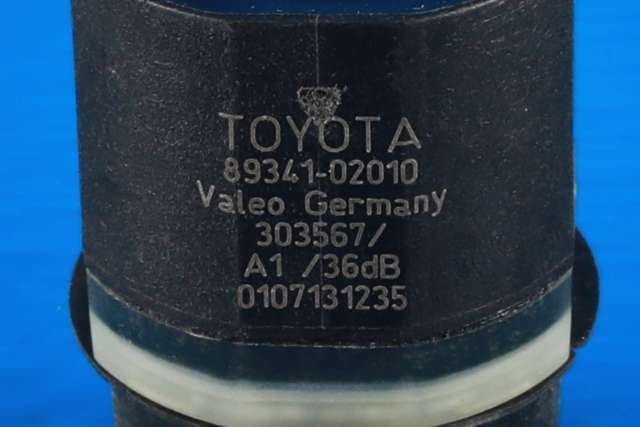 TOYOTA
89341-02010
Valeo Germany
303567/
A1 /36dB
0107131235